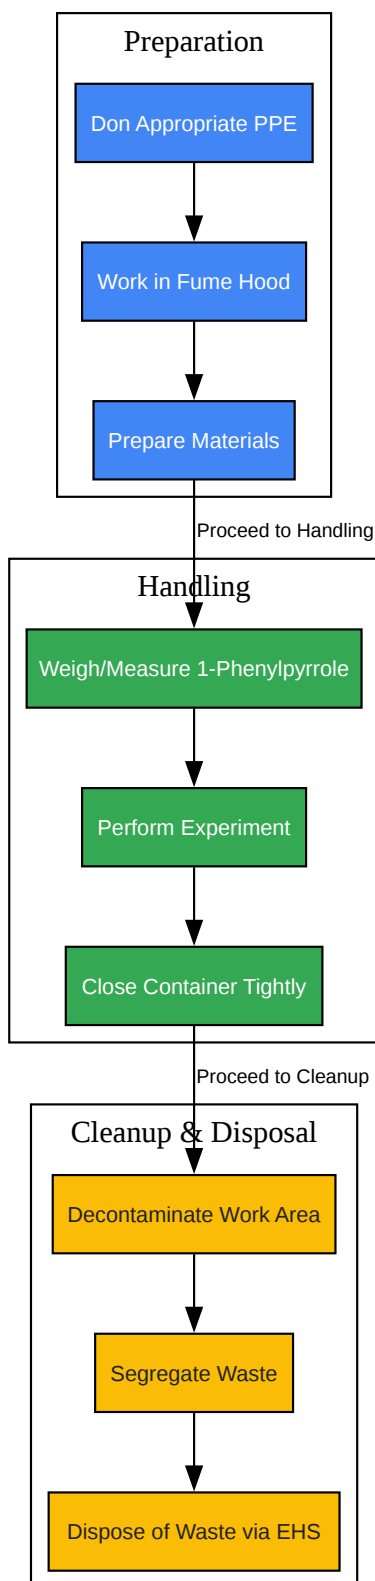 Preparation
Don Appropriate PPE
Work in Fume Hood
Prepare Materials
Proceed to Handling
Handling
Weigh/Measure 1-Phenylpyrrole
Perform Experiment
Close Container Tightly
Proceed to Cleanup
Cleanup & Disposal
Decontaminate Work Area
Segregate Waste
Dispose of Waste via EHS